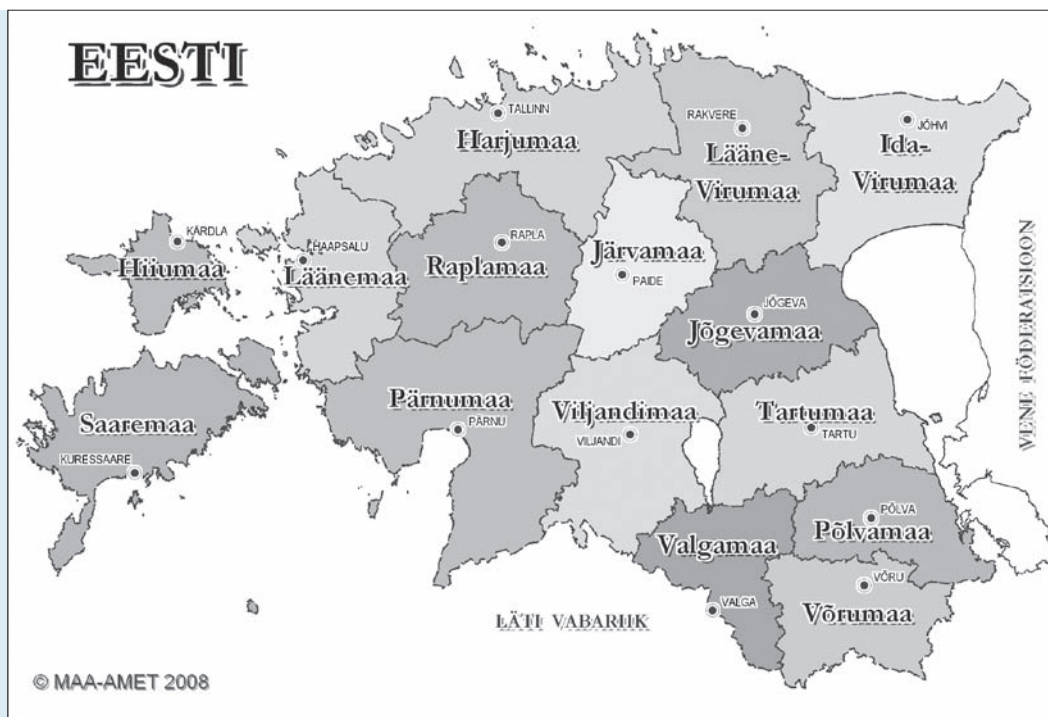 EESTI
TALLINN
Harjumaa
RAKVERE
Lääne-
Virumaa
JÕHVI
Ida-
Virumaa
KÄRDLA
Hiiumaa
HAAPSALU
Läänemaa
RAPLA
Raplamaa
Järvamaa
PAIDE
JÕGEVA
Jõgevamaa
VENE FÖDERATSIOON
Saaremaa
KURESSAARE
Pärnumaa
PÄRNU
Viljandimaa
VILJANDI
Tartumaa
TARTU
Valgamaa
VALGA
PÕLVA
Põlvamaa
VÕRU
Võrumaa
LÄTI VABARIIK
© MAA-AMET 2008